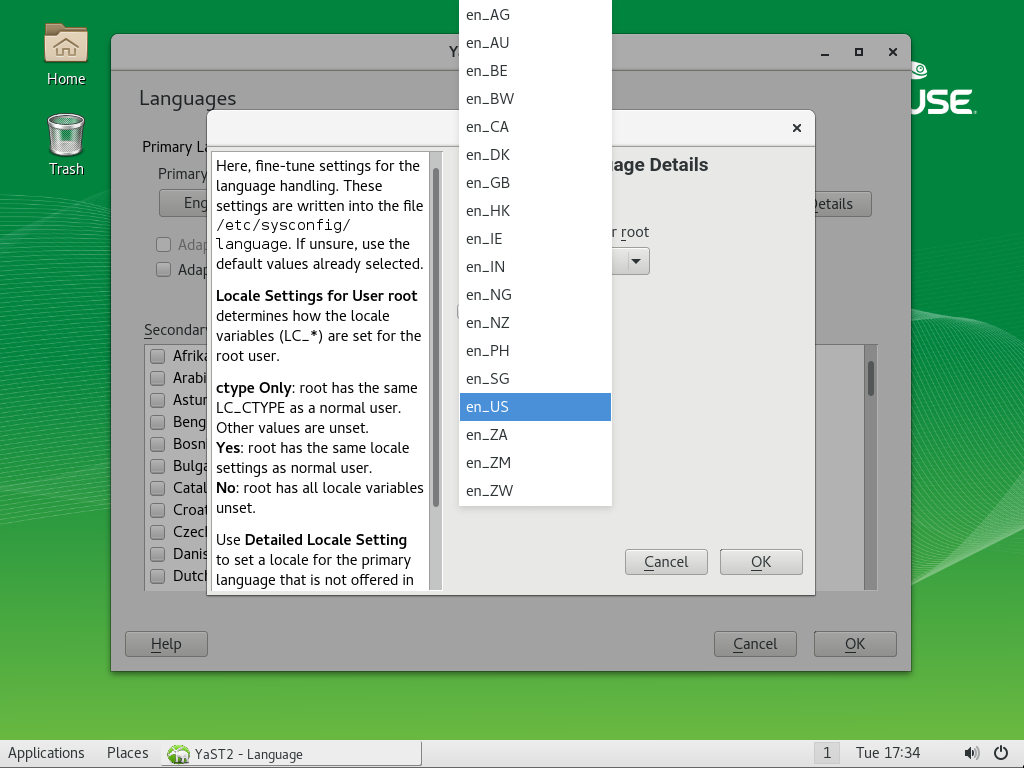 Home
Trash
USE
Languages
Primary La
Primary
Eng
Details
Adap
Adap
Secondary
Afrika
Arabi
Astur
Beng
Bosn
Bulga
Catal
Croat
Czech
Danis
Dutch
Here, fine-tune settings for the
language handling. These
settings are written into the file
/etc/sysconfig/
language. If unsure, use the
default values already selected.
Locale Settings for User root
determines how the locale
variables (LC_*) are set for the
root user.
ctype Only: root has the same
LC_CTYPE as a normal user.
Other values are unset.
Yes: root has the same locale
settings as normal user.
No: root has all locale variables
unset.
Use Detailed Locale Setting
to set a locale for the primary
language that is not offered in
age Details
r root
en_AG
en_AU
en_BE
en_BW
en_CA
en_DK
en_GB
en_HK
en_IE
en_IN
en_NG
en_NZ
en_PH
en_SG
en_US
en_ZA
en_ZM
en_ZW
Cancel
OK
Help
Cancel
OK
Applications
Places
YaST2 - Language
1
Tue 17:34